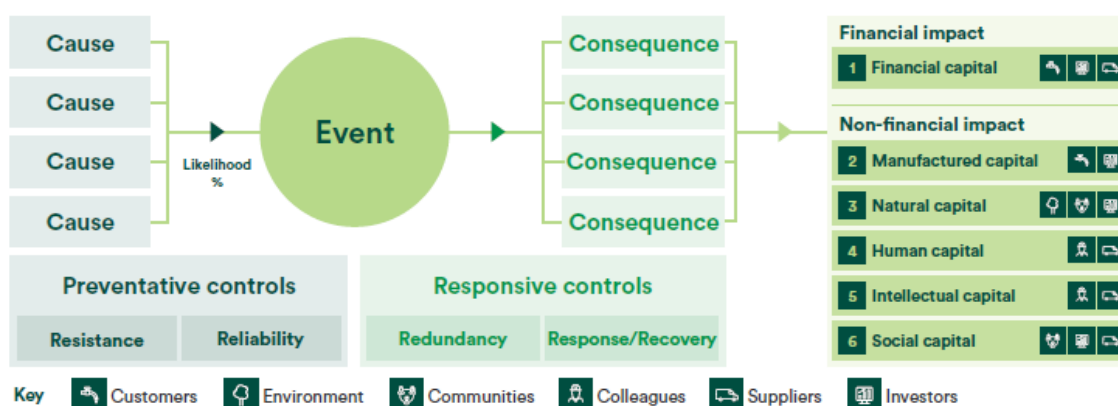 Cause
Cause
Cause
Cause
Likelihood
%
Event
Consequence
Consequence
Consequence
Consequence
Financial impact
1 Financial capital
Non-financial impact
2 Manufactured capital
3 Natural capital
4 Human capital
5 Intellectual capital
6 Social capital
Preventative controls
Resistance
Reliability
Responsive controls
Redundancy
Response/Recovery
Key Customers Environment Communities Colleagues Suppliers Investors